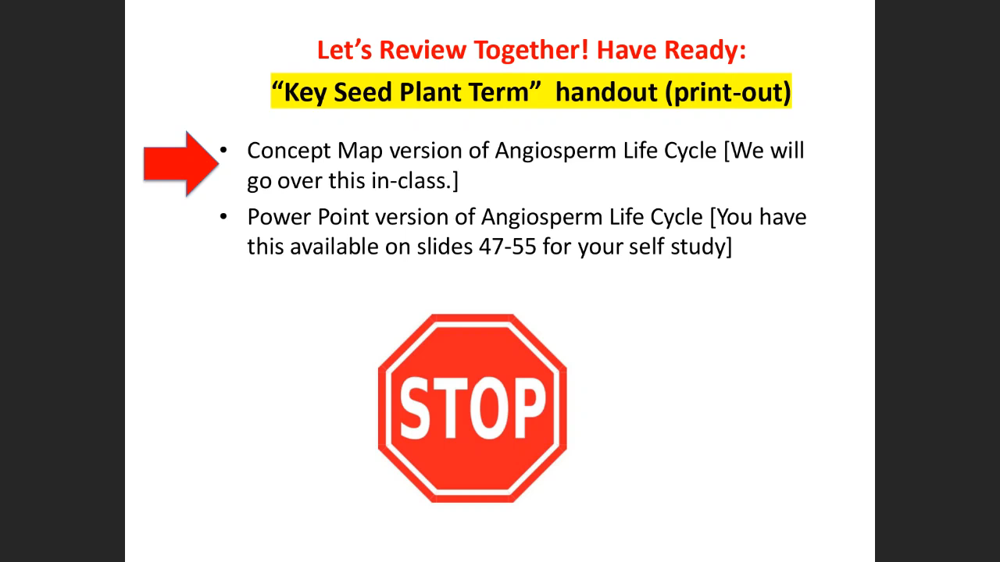 Let’s Review Together! Have Ready:
“Key Seed Plant Term”  handout (print-out)
• Concept Map version of Angiosperm Life Cycle [We will
go over this in-class.]
• Power Point version of Angiosperm Life Cycle [You have
this available on slides 47-55 for your self study]
STOP